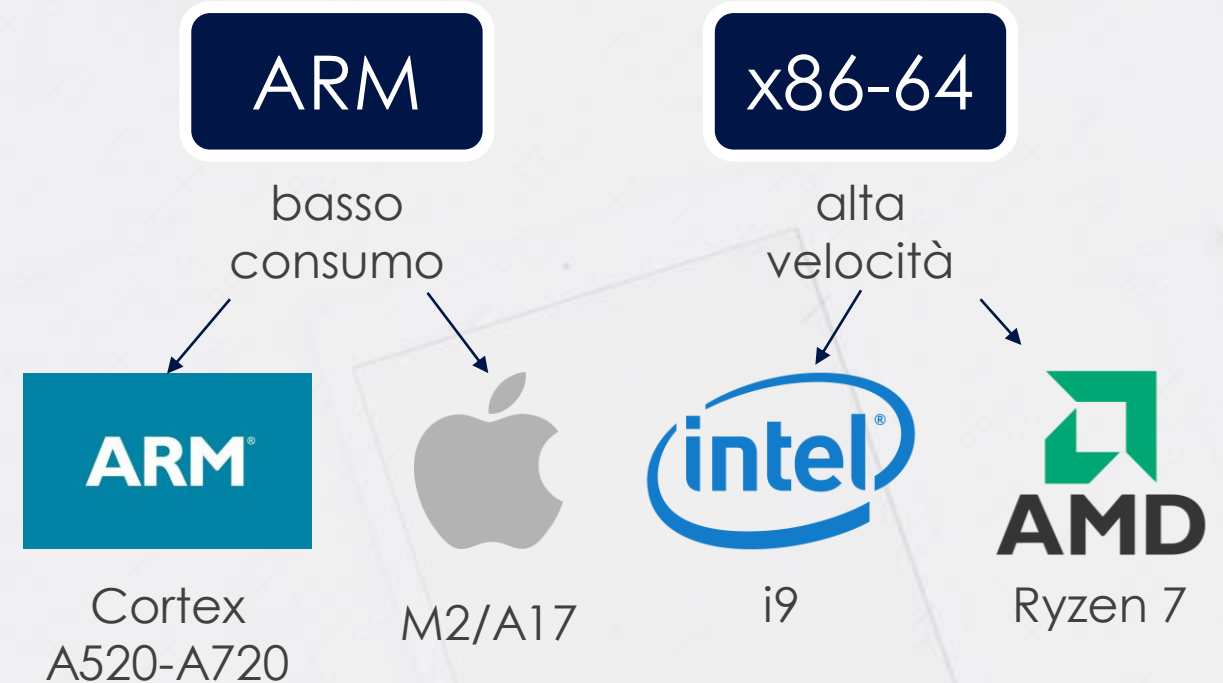 ARM
x86-64
basso
consumo
alta
velocità
ARM®
intel®
AMD
Cortex
A520-A720
M2/A17
i9
Ryzen 7